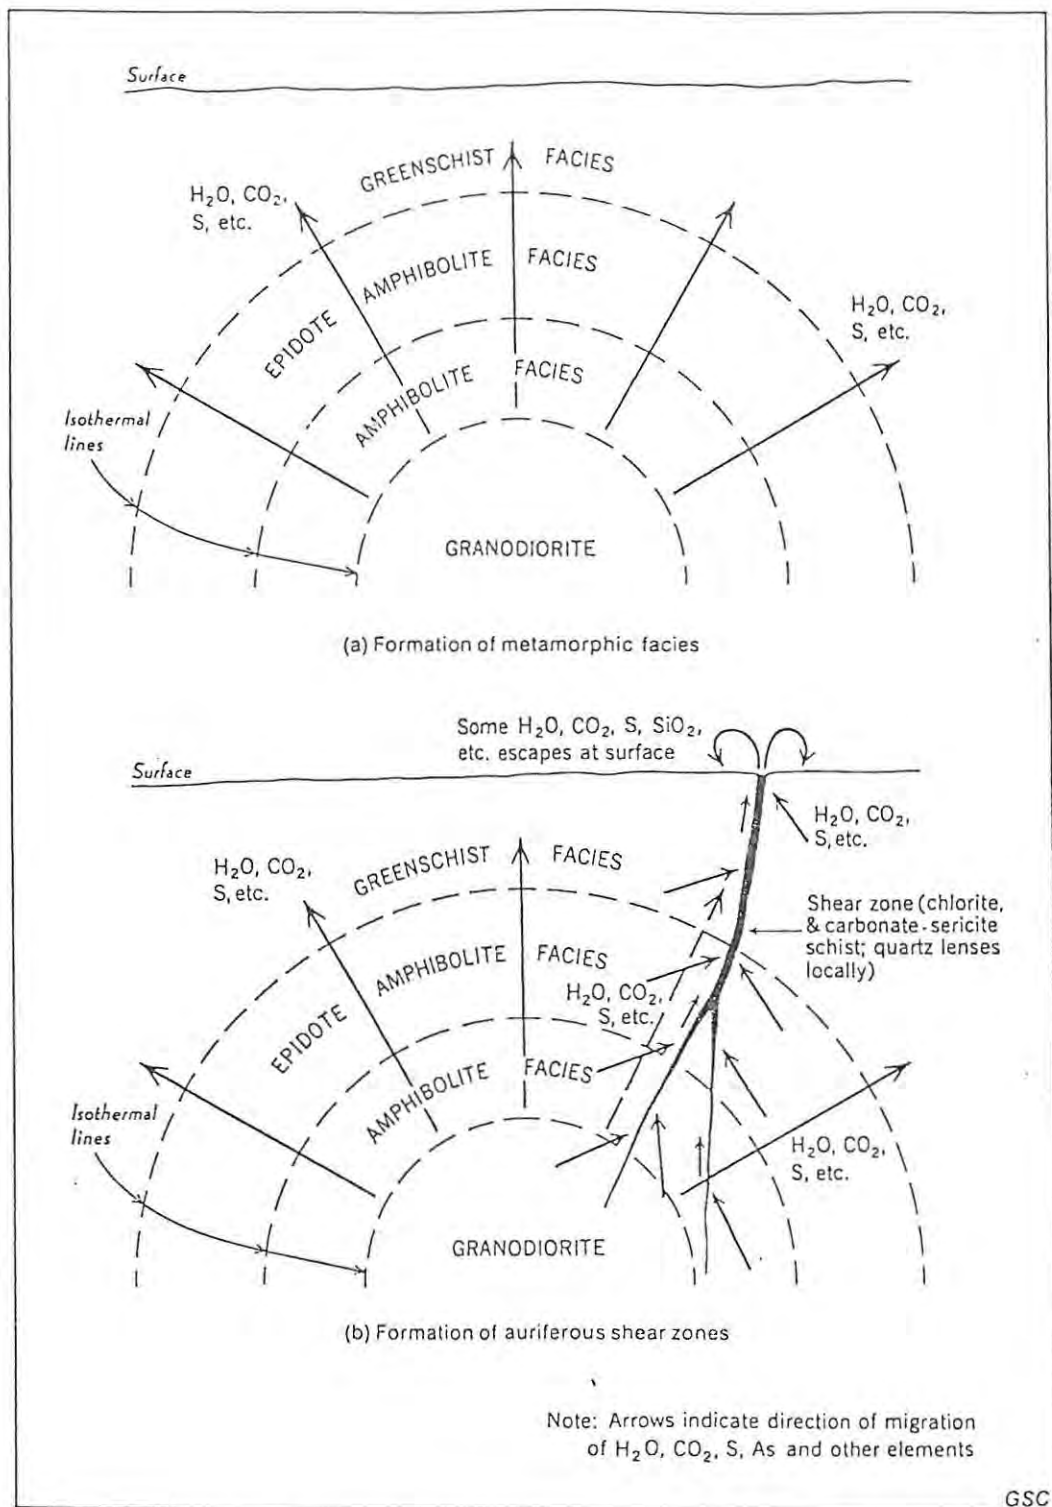 Surface
GREENSCHIST FACIES
H₂O, CO₂,
S, etc.
EPIDOTE AMPHIBOLITE FACIES
H₂O, CO₂,
S, etc.
AMPHIBOLITE FACIES
Isothermal
lines
GRANODIORITE
(a) Formation of metamorphic facies
Some H₂O, CO₂, S, SiO₂,
etc. escapes at surface
Surface
H₂O, CO₂,
S, etc.
GREENSCHIST FACIES
H₂O, CO₂,
S, etc.
Shear zone (chlorite,
& carbonate-sericite
schist; quartz lenses
locally)
EPIDOTE AMPHIBOLITE FACIES
H₂O, CO₂,
S, etc.
AMPHIBOLITE FACIES
Isothermal
lines
H₂O, CO₂,
S, etc.
GRANODIORITE
(b) Formation of auriferous shear zones
Note: Arrows indicate direction of migration
of H₂O, CO₂, S, As and other elements
GSC